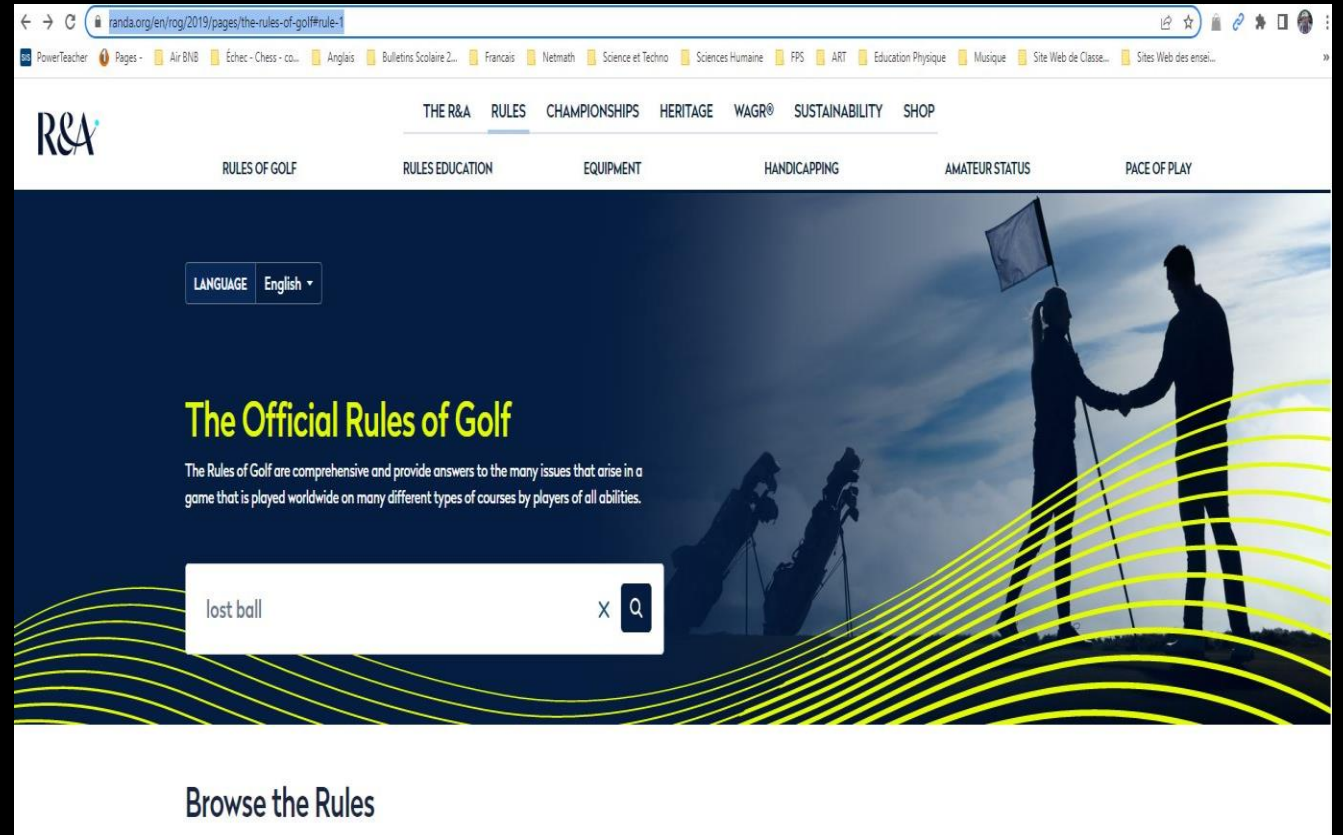 randa.org/en/rog/2019/pages/the-rules-of-golf#rule-1
SIS PowerTeacher Pages - Air BNB Échec - Chess - co... Anglais Bulletins Scolaire 2... Francais Netmath Science et Techno Sciences Humaine FPS ART Education Physique Musique Site Web de Classe... Sites Web des ensei... »
R&A
THE R&A RULES CHAMPIONSHIPS HERITAGE WAGR® SUSTAINABILITY SHOP
RULES OF GOLF RULES EDUCATION EQUIPMENT HANDICAPPING AMATEUR STATUS PACE OF PLAY
LANGUAGE English
The Official Rules of Golf
The Rules of Golf are comprehensive and provide answers to the many issues that arise in a
game that is played worldwide on many different types of courses by players of all abilities.
lost ball
Browse the Rules